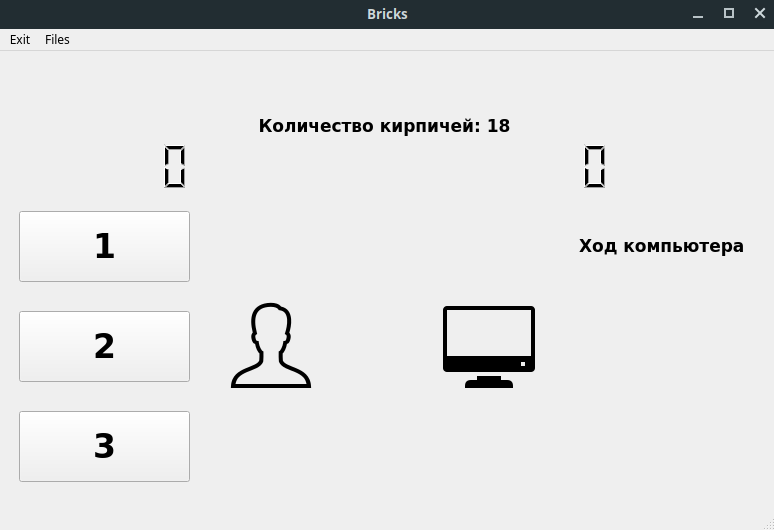 Bricks
Exit Files
Количество кирпичей: 18
0 0
1
Ход компьютера
2
3